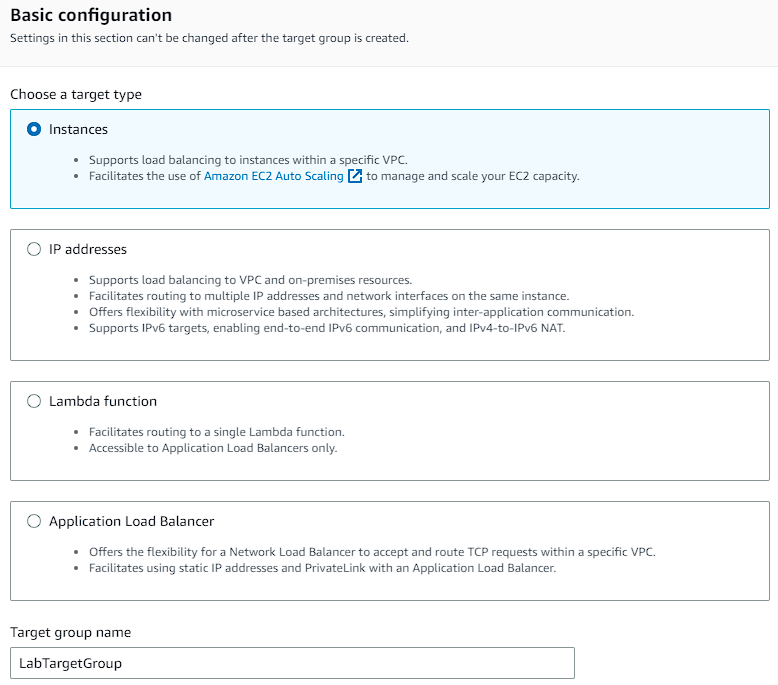 Basic configuration
Settings in this section can't be changed after the target group is created.
Choose a target type
Instances
Supports load balancing to instances within a specific VPC.
Facilitates the use of Amazon EC2 Auto Scaling to manage and scale your EC2 capacity.
IP addresses
Supports load balancing to VPC and on-premises resources.
Facilitates routing to multiple IP addresses and network interfaces on the same instance.
Offers flexibility with microservice based architectures, simplifying inter-application communication.
Supports IPv6 targets, enabling end-to-end IPv6 communication, and IPv4-to-IPv6 NAT.
Lambda function
Facilitates routing to a single Lambda function.
Accessible to Application Load Balancers only.
Application Load Balancer
Offers the flexibility for a Network Load Balancer to accept and route TCP requests within a specific VPC.
Facilitates using static IP addresses and PrivateLink with an Application Load Balancer.
Target group name
LabTargetGroup